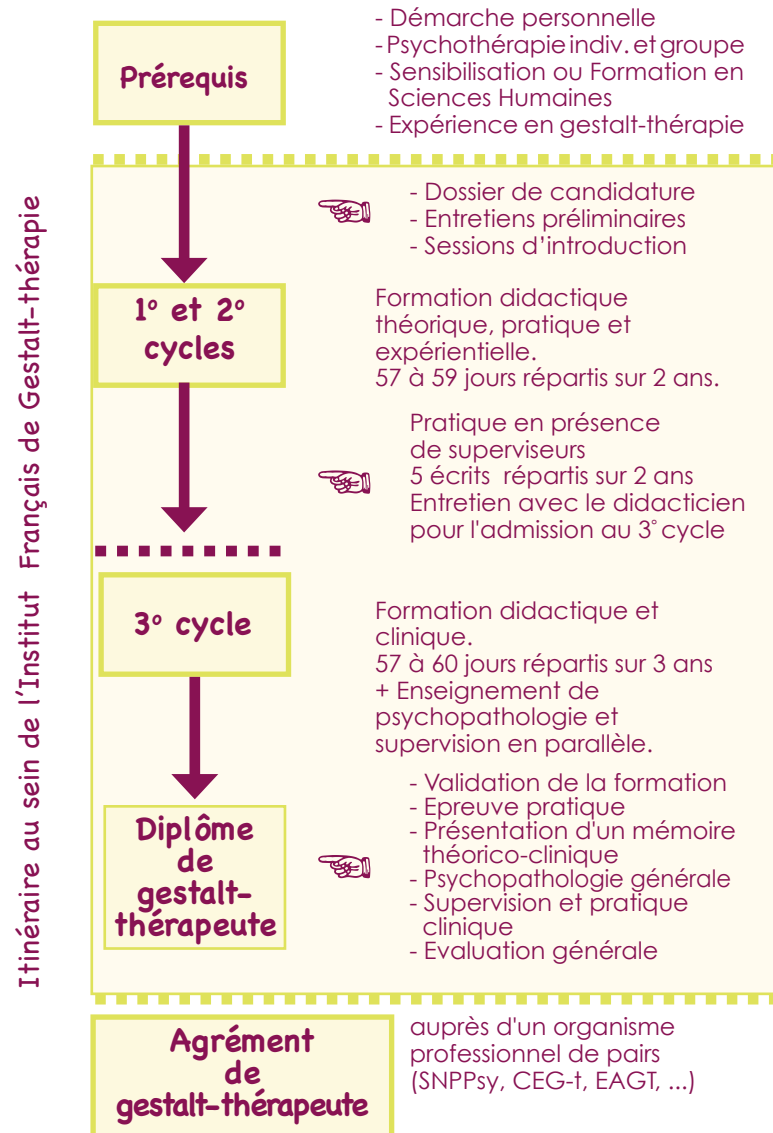 Itinéraire au sein de l'Institut Français de Gestalt-thérapie
Prérequis
- Démarche personnelle
- Psychothérapie indiv. et groupe
- Sensibilisation ou Formation en
Sciences Humaines
- Expérience en gestalt-thérapie
- Dossier de candidature
- Entretiens préliminaires
- Sessions d'introduction
1° et 2°
cycles
Formation didactique
théorique, pratique et
expérientielle.
57 à 59 jours répartis sur 2 ans.
Pratique en présence
de superviseurs
5 écrits répartis sur 2 ans
Entretien avec le didacticien
pour l'admission au 3° cycle
3° cycle
Formation didactique et
clinique.
57 à 60 jours répartis sur 3 ans
+ Enseignement de
psychopathologie et
supervision en parallèle.
Diplôme
de
gestalt-
thérapeute
- Validation de la formation
- Epreuve pratique
- Présentation d'un mémoire
théorico-clinique
- Psychopathologie générale
- Supervision et pratique
clinique
- Evaluation générale
Agrément
de
gestalt-thérapeute
auprès d'un organisme
professionnel de pairs
(SNPPsy, CEG-t, EAGT, ...)